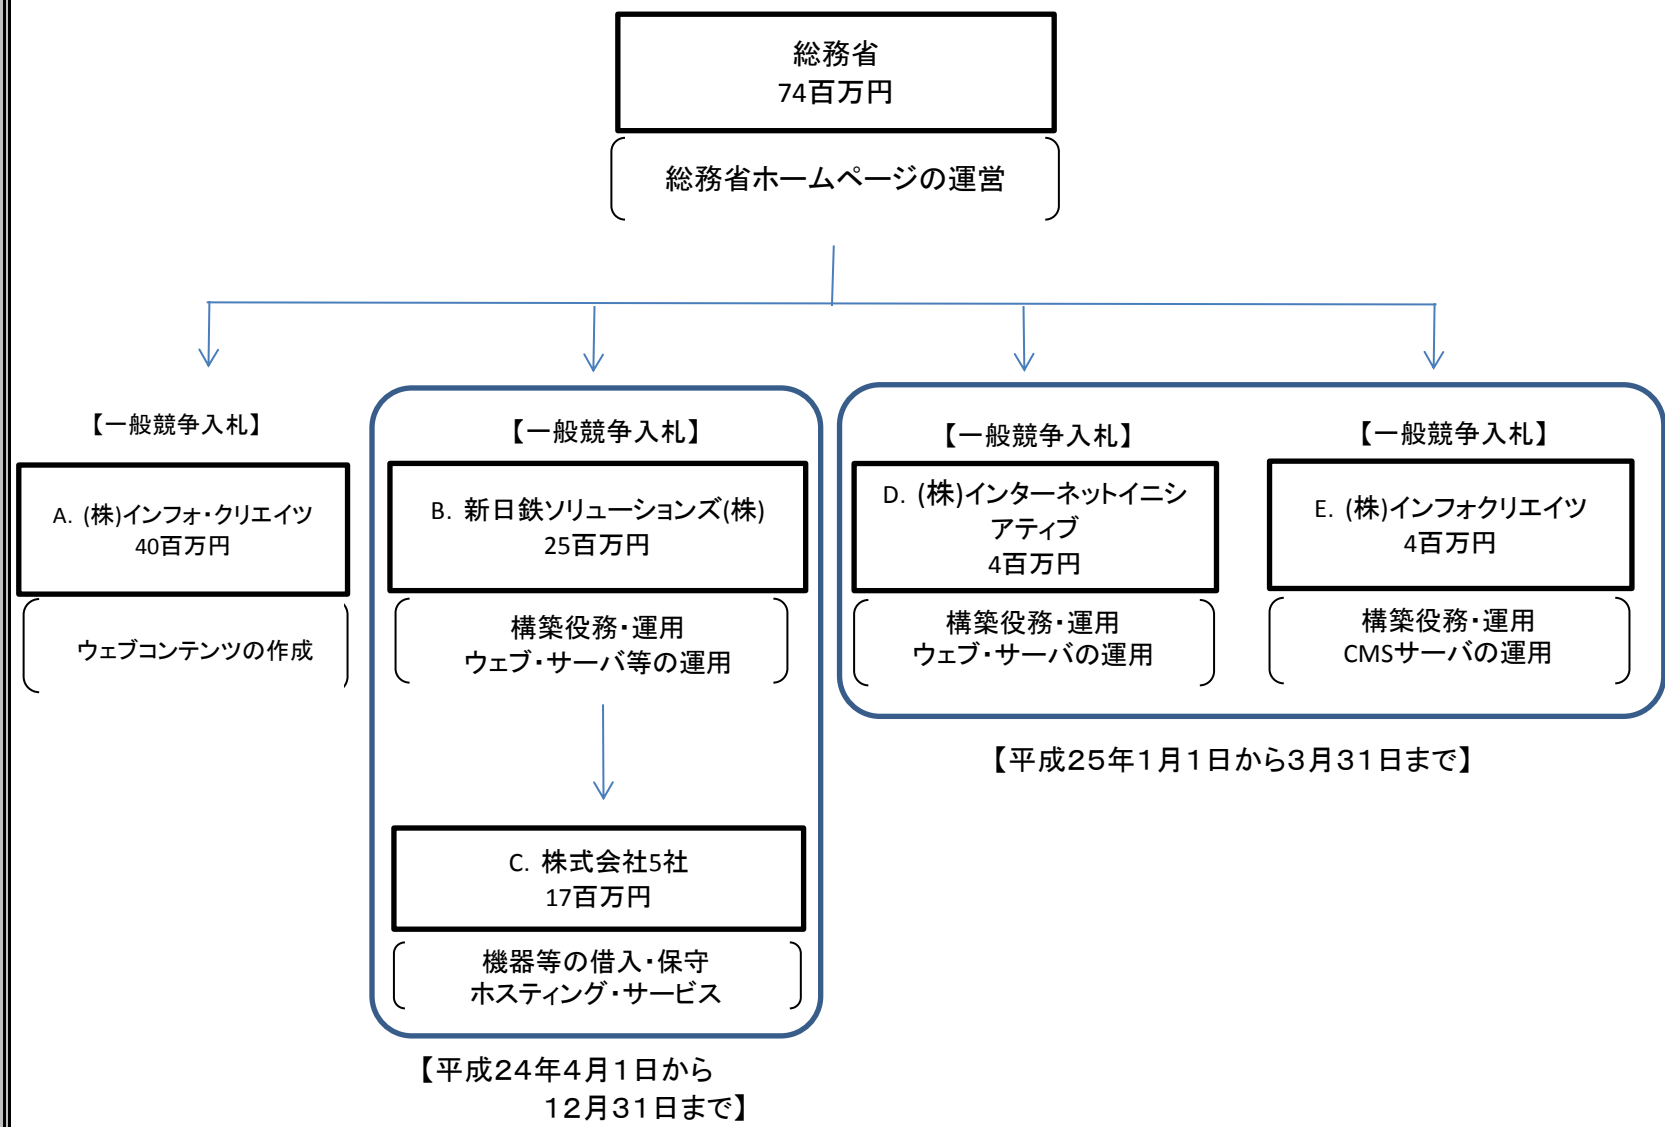 総務省
74百万円
総務省ホームページの運営
【一般競争入札】
A. (株)インフォ・クリエイツ
40百万円
ウェブコンテンツの作成
【一般競争入札】
B. 新日鉄ソリューションズ(株)
25百万円
構築役務・運用
ウェブ・サーバ等の運用
C. 株式会社5社
17百万円
機器等の借入・保守
ホスティング・サービス
【平成24年4月1日から
12月31日まで】
【一般競争入札】
D. (株)インターネットイニシ
アティブ
4百万円
構築役務・運用
ウェブ・サーバの運用
【一般競争入札】
E. (株)インフォクリエイツ
4百万円
構築役務・運用
CMSサーバの運用
【平成25年1月1日から3月31日まで】